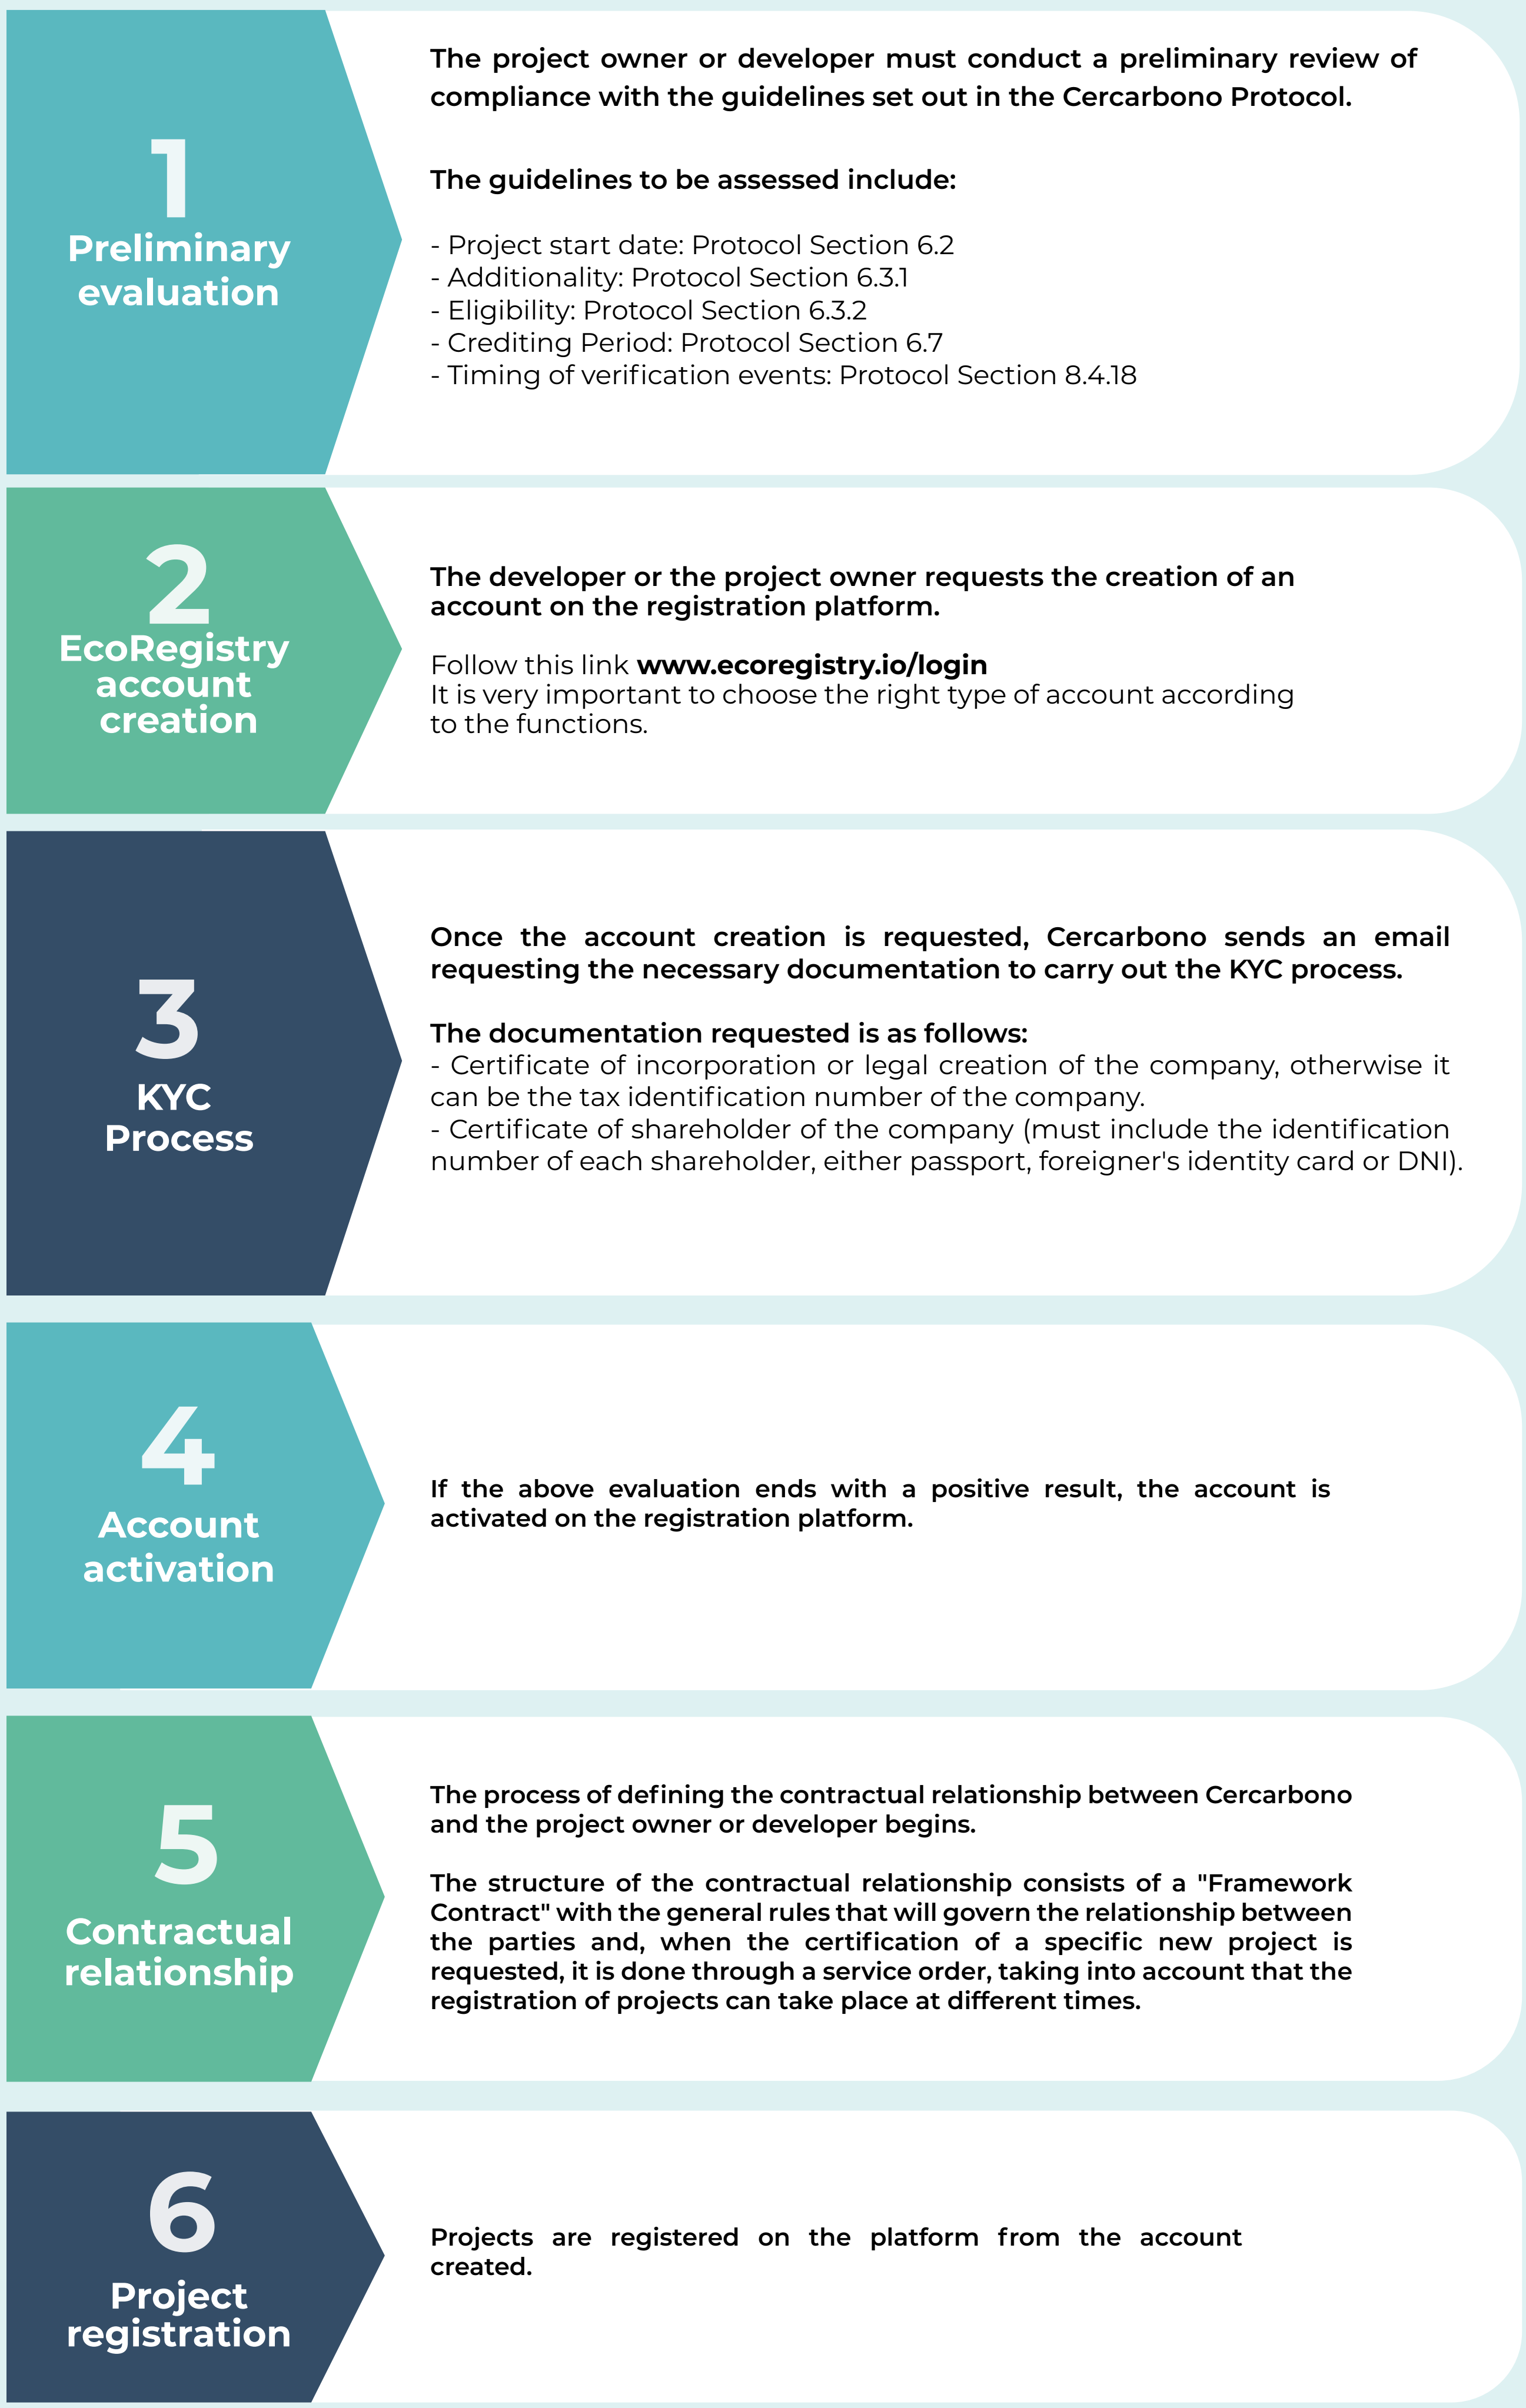 1
Preliminary
evaluation
The project owner or developer must conduct a preliminary review of
compliance with the guidelines set out in the Cercarbono Protocol.
The guidelines to be assessed include:
- Project start date: Protocol Section 6.2
- Additionality: Protocol Section 6.3.1
- Eligibility: Protocol Section 6.3.2
- Crediting Period: Protocol Section 6.7
- Timing of verification events: Protocol Section 8.4.18
2
EcoRegistry
account
creation
The developer or the project owner requests the creation of an
account on the registration platform.
Follow this link www.ecoregistry.io/login
It is very important to choose the right type of account according
to the functions.
3
KYC
Process
Once the account creation is requested, Cercarbono sends an email
requesting the necessary documentation to carry out the KYC process.
The documentation requested is as follows:
- Certificate of incorporation or legal creation of the company, otherwise it
can be the tax identification number of the company.
- Certificate of shareholder of the company (must include the identification
number of each shareholder, either passport, foreigner's identity card or DNI).
4
Account
activation
If the above evaluation ends with a positive result, the account is
activated on the registration platform.
5
Contractual
relationship
The process of defining the contractual relationship between Cercarbono
and the project owner or developer begins.
The structure of the contractual relationship consists of a "Framework
Contract" with the general rules that will govern the relationship between
the parties and, when the certification of a specific new project is
requested, it is done through a service order, taking into account that the
registration of projects can take place at different times.
6
Project
registration
Projects are registered on the platform from the account
created.